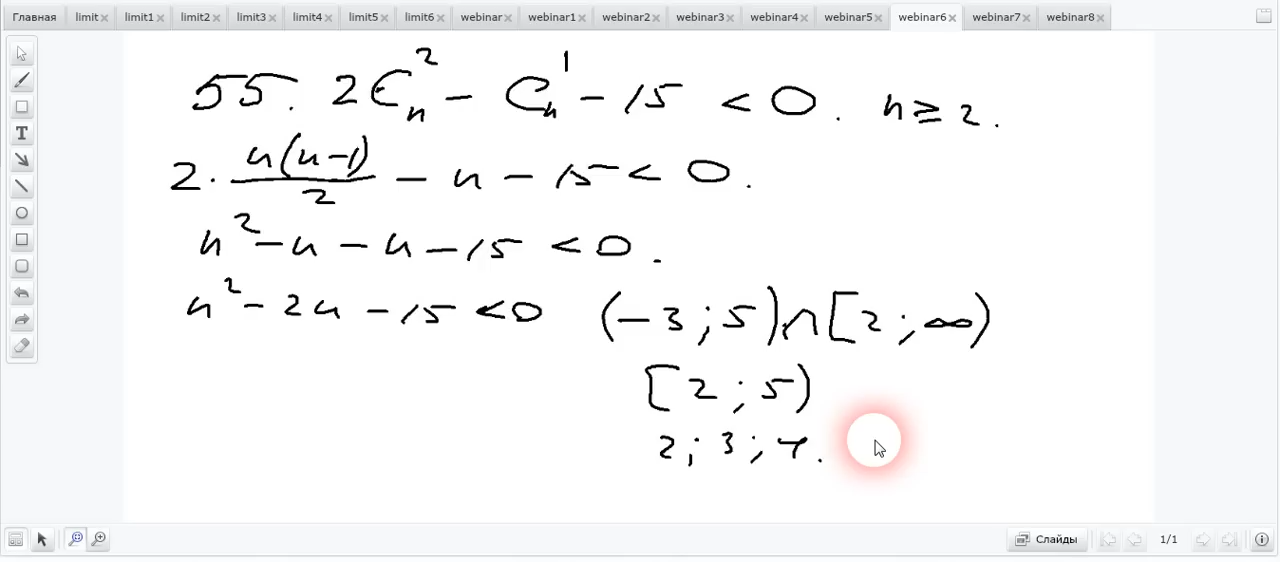 Главная limit limit1 limit2 limit3 limit4 limit5 limit6 webinar webinar1 webinar2 webinar3 webinar4 webinar5 webinar6 webinar7 webinar8
55. 2C_n^2 - C_n^1 - 15 < 0. n ≥ 2.
2 · n(n-1)/2 - n - 15 < 0.
n^2 - n - n - 15 < 0.
n^2 - 2n - 15 < 0 (-3; 5) ∩ [2; ∞)
[2; 5)
2; 3; 4.
T
Слайды 1/1